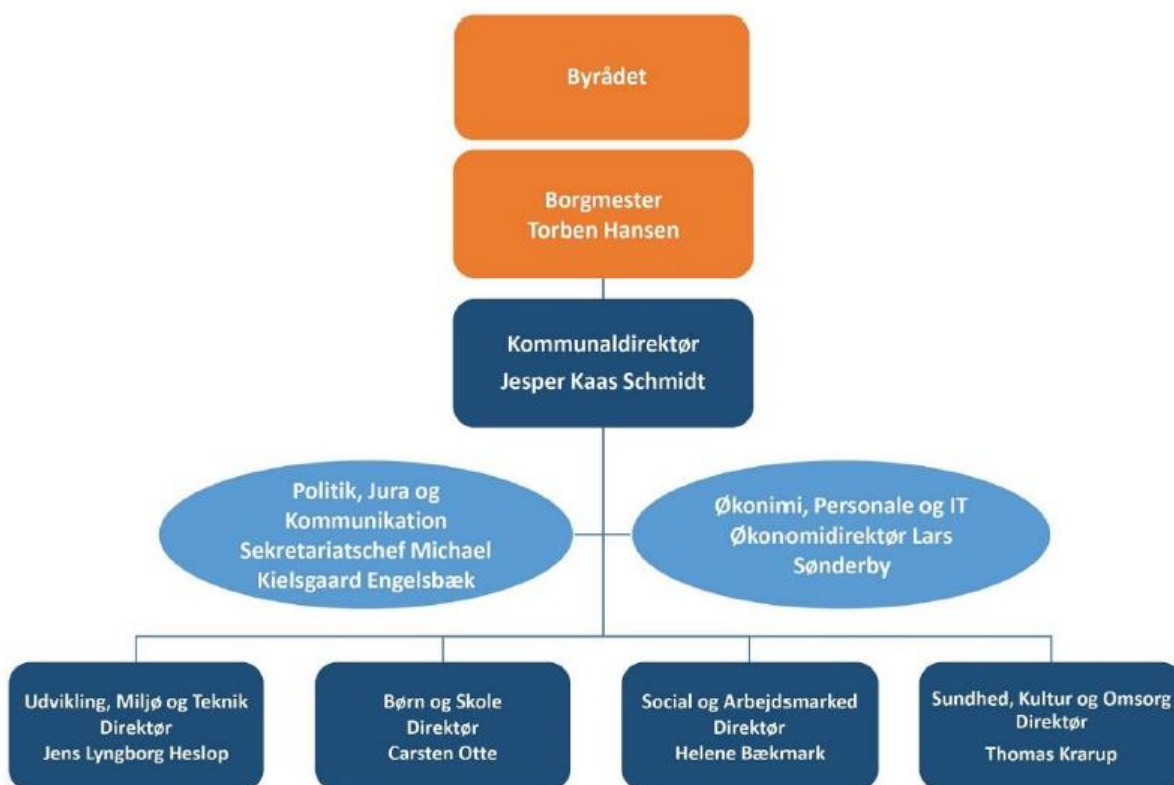 Byrådet
Borgmester
Torben Hansen
Kommunaldirektør
Jesper Kaas Schmidt
Politik, Jura og
Kommunikation
Sekretariatschef Michael
Kielsgaard Engelsbæk
Økonimi, Personale og IT
Økonomidirektør Lars
Sønderby
Udvikling, Miljø og Teknik
Direktør
Jens Lyngborg Heslop
Børn og Skole
Direktør
Carsten Otte
Social og Arbejdsmarked
Direktør
Helene Bækmark
Sundhed, Kultur og Omsorg
Direktør
Thomas Krarup